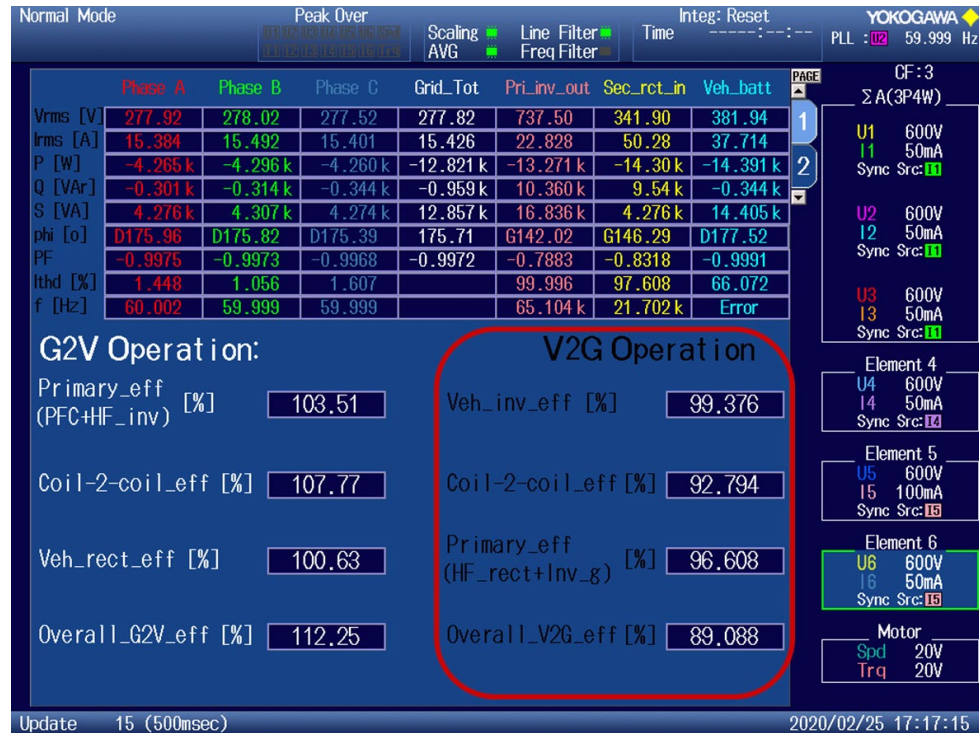 Normal Mode Peak Over Scaling Line Filter Time Integ: Reset YOKOGAWA
AVG Freq Filter -----:--:-- PLL : U2 59.999 Hz
PAGE CF:3
Phase A Phase B Phase C Grid_Tot Pri_inv_out Sec_rct_in Veh_batt
Vrms [V] 277.92 278.02 277.52 277.82 737.50 341.90 381.94
Irms [A] 15.384 15.492 15.401 15.426 22.828 50.28 37.714
P [W] -4.265 k -4.296 k -4.260 k -12.821 k -13.271 k -14.30 k -14.391 k
Q [VAr] -0.301 k -0.314 k -0.344 k -0.959 k 10.360 k 9.54 k -0.344 k
S [VA] 4.276 k 4.307 k 4.274 k 12.857 k 16.836 k 4.276 k 14.405 k
phi [o] D175.96 D175.82 D175.39 175.71 G142.02 G146.29 D177.52
PF -0.9975 -0.9973 -0.9968 -0.9972 -0.7883 -0.8318 -0.9991
Ithd [%] 1.448 1.056 1.607 99.996 97.608 66.072
f [Hz] 60.002 59.999 59.999 65.104 k 21.702 k Error
1
2
G2V Operation:
Primary_eff
(PFC+HF_inv) [%] 103.51
Coil-2-coil_eff [%] 107.77
Veh_rect_eff [%] 100.63
Overall_G2V_eff [%] 112.25
V2G Operation
Veh_inv_eff [%] 99.376
Coil-2-coil_eff [%] 92.794
Primary_eff
(HF_rect+Inv_g) [%] 96.608
Overall_V2G_eff [%] 89.088
ΣA(3P4W)
U1 600V
I1 50mA
Sync Src: I1
U2 600V
I2 50mA
Sync Src: I1
U3 600V
I3 50mA
Sync Src: I1
Element 4
U4 600V
I4 50mA
Sync Src: I4
Element 5
U5 600V
I5 100mA
Sync Src: I5
Element 6
U6 600V
I6 50mA
Sync Src: I5
Motor
Spd 20V
Trq 20V
Update 15 (500msec) 2020/02/25 17:17:15